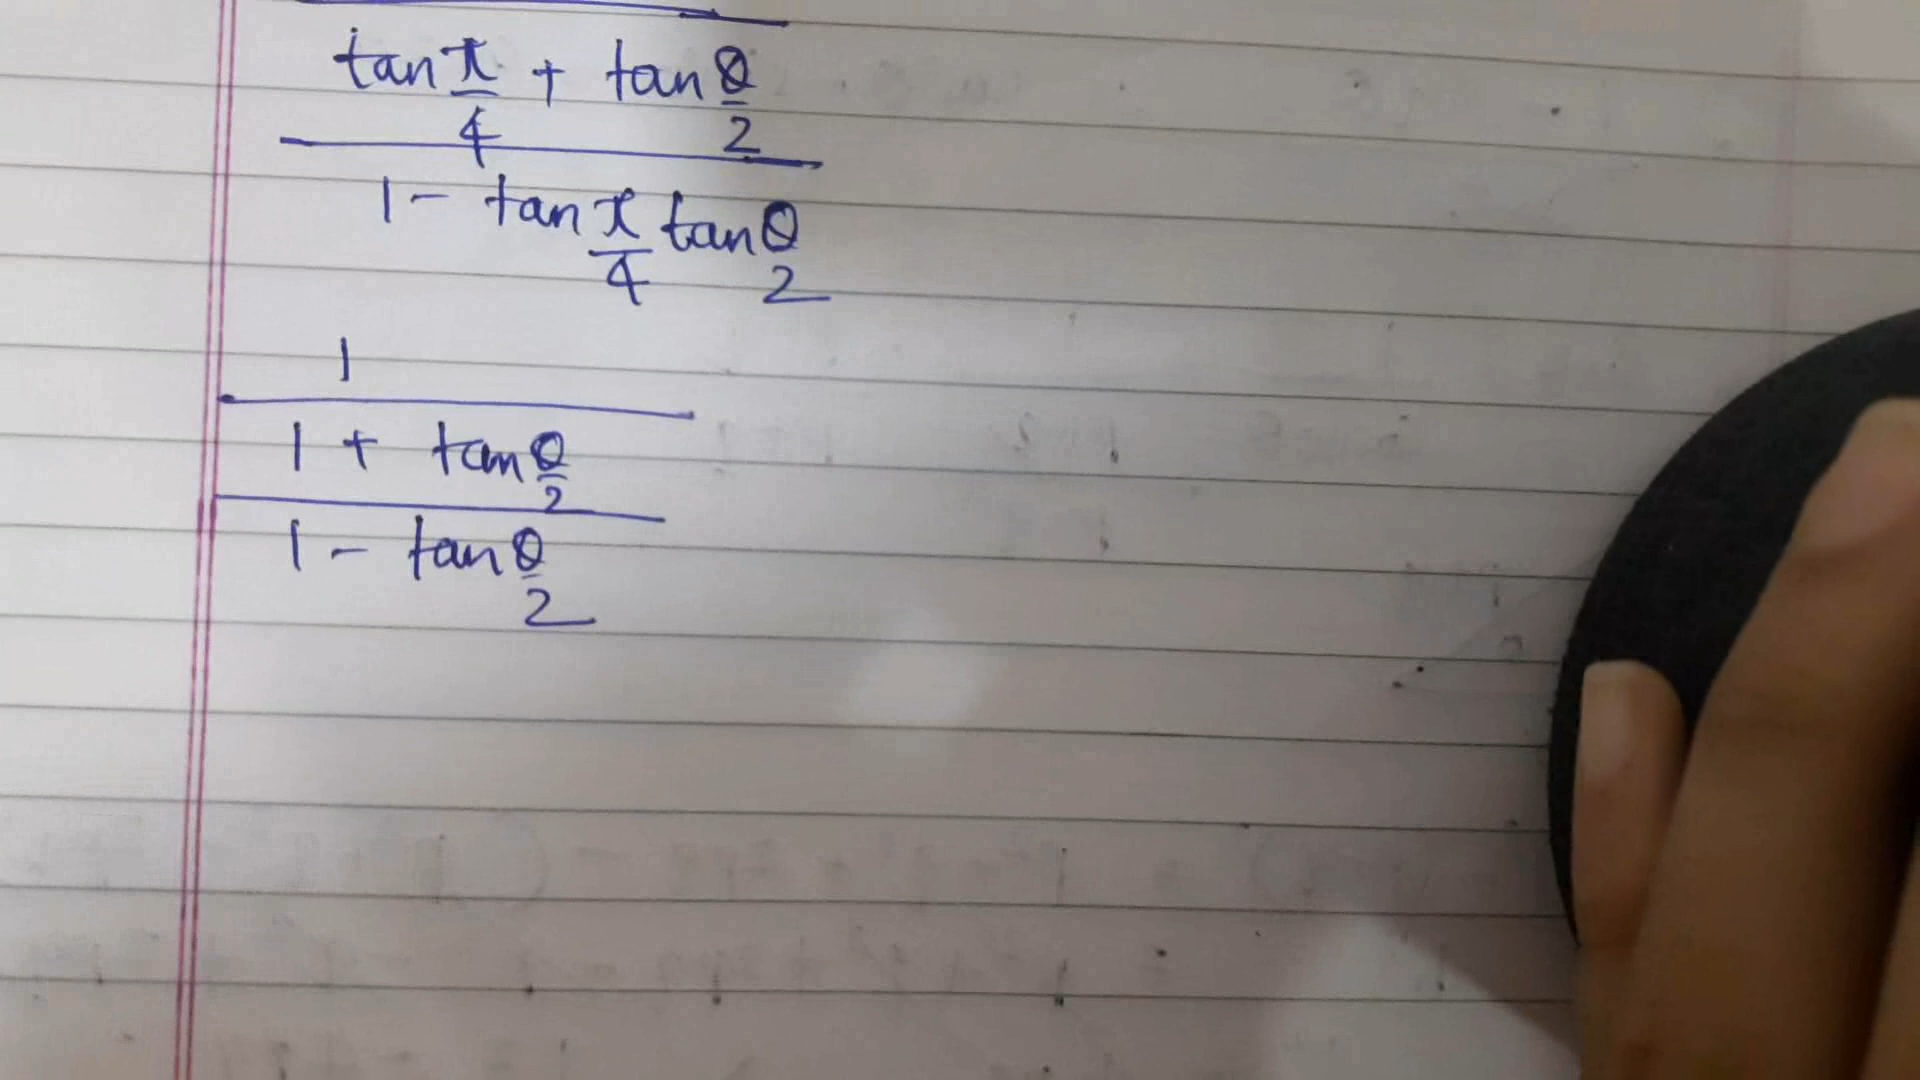 tan π/4 + tan θ/2
1 - tan π/4 tan θ/2
1
1 + tan θ/2
1 - tan θ/2